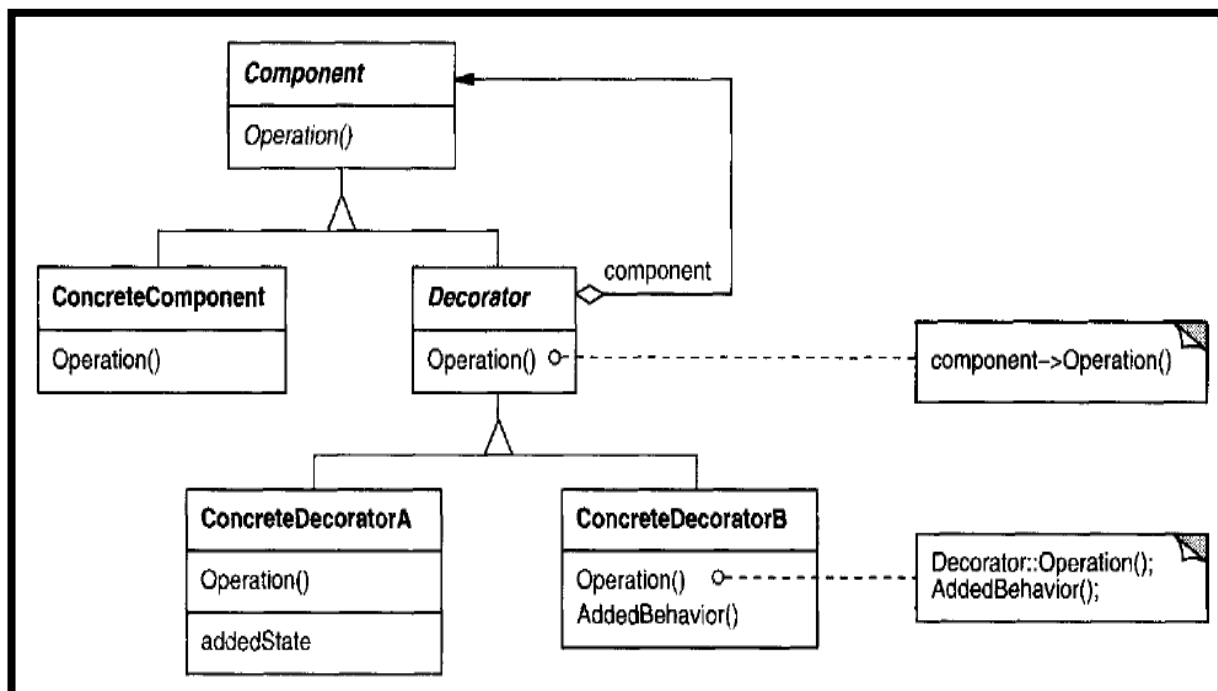 Component
Operation()
component
ConcreteComponent
Operation()
Decorator
Operation()
component–>Operation()
ConcreteDecoratorA
Operation()
addedState
ConcreteDecoratorB
Operation()
AddedBehavior()
Decorator::Operation();
AddedBehavior();